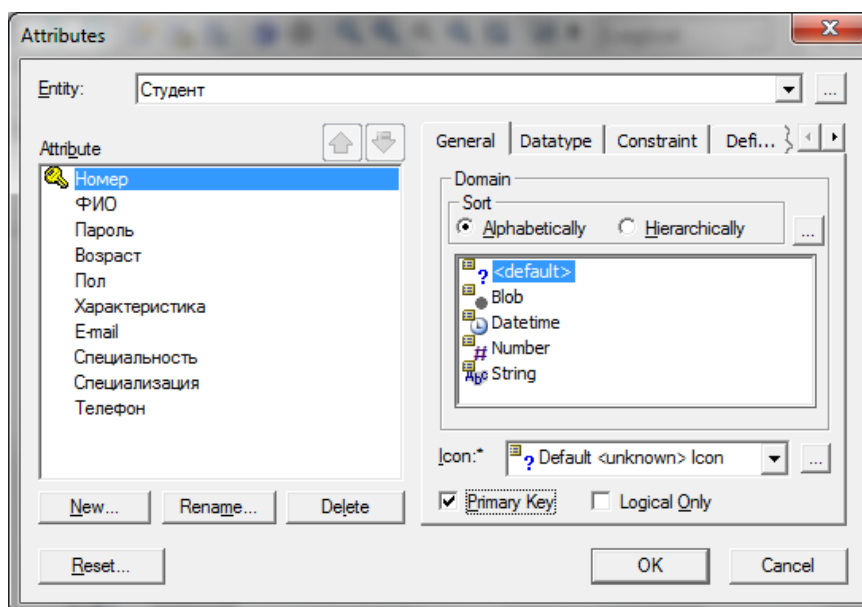 Attributes
Entity: Студент ...
Attribute
Номер
ФИО
Пароль
Возраст
Пол
Характеристика
E-mail
Специальность
Специализация
Телефон
New... Rename... Delete
Reset...
General Datatype Constraint Defi...
Domain
Sort
Alphabetically Hierarchically ...
<default>
Blob
Datetime
Number
String
Icon:* Default <unknown> Icon ...
Primary Key Logical Only
OK Cancel